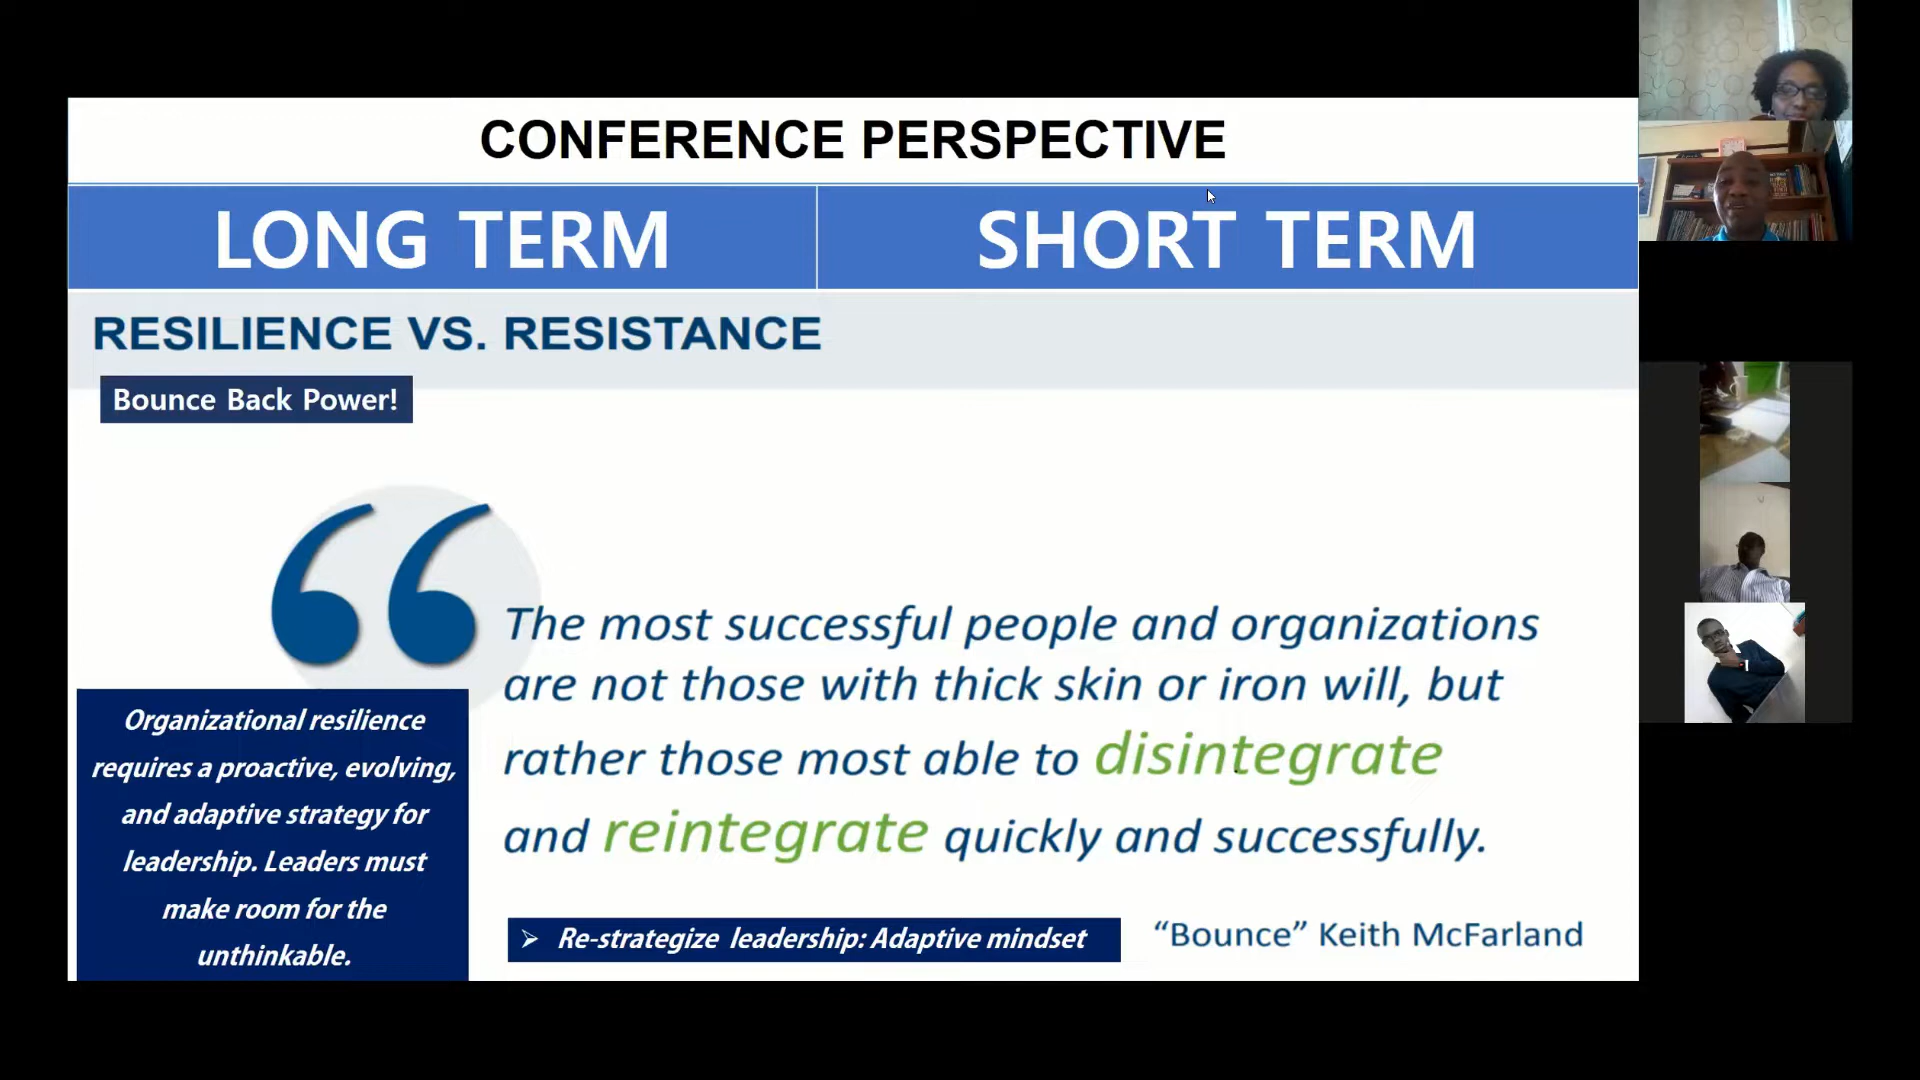 CONFERENCE PERSPECTIVE
LONG TERM
SHORT TERM
RESILIENCE VS. RESISTANCE
Bounce Back Power!
“
The most successful people and organizations
are not those with thick skin or iron will, but
rather those most able to disintegrate
and reintegrate quickly and successfully.
Organizational resilience
requires a proactive, evolving,
and adaptive strategy for
leadership. Leaders must
make room for the
unthinkable.
➢ Re-strategize leadership: Adaptive mindset
“Bounce” Keith McFarland